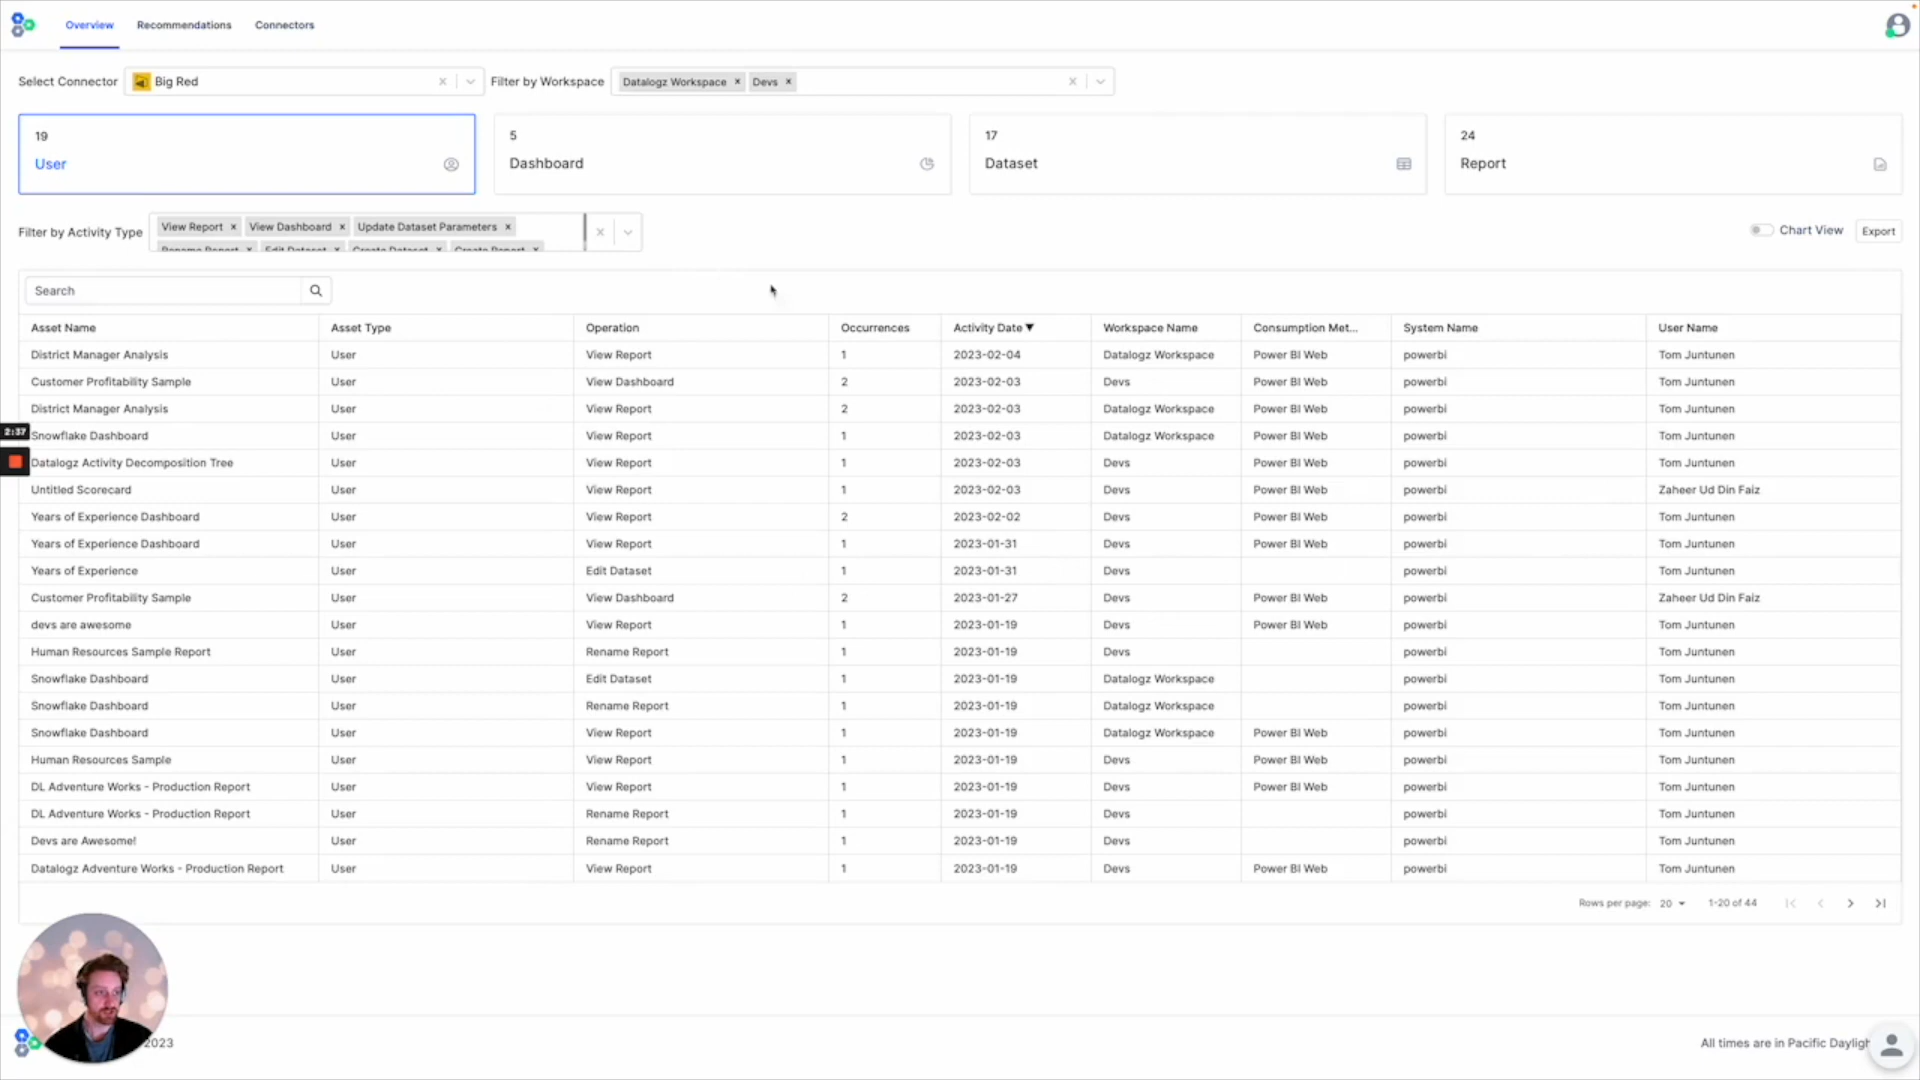 Overview Recommendations Connectors
Select Connector Big Red Filter by Workspace Datalogz Workspace × Devs ×
19
User
5
Dashboard
17
Dataset
24
Report
Filter by Activity Type View Report × View Dashboard × Update Dataset Parameters ×
Rename Report × Edit Dataset × Create Dataset × Create Report ×
Chart View Export
Search
Asset Name Asset Type Operation Occurrences Activity Date▼ Workspace Name Consumption Met... System Name User Name
District Manager Analysis User View Report 1 2023-02-04 Datalogz Workspace Power BI Web powerbi Tom Juntunen
Customer Profitability Sample User View Dashboard 2 2023-02-03 Devs Power BI Web powerbi Tom Juntunen
District Manager Analysis User View Report 2 2023-02-03 Datalogz Workspace Power BI Web powerbi Tom Juntunen
2:37
Snowflake Dashboard User View Report 1 2023-02-03 Datalogz Workspace Power BI Web powerbi Tom Juntunen
Datalogz Activity Decomposition Tree User View Report 1 2023-02-03 Devs Power BI Web powerbi Tom Juntunen
Untitled Scorecard User View Report 1 2023-02-03 Devs Power BI Web powerbi Zaheer Ud Din Faiz
Years of Experience Dashboard User View Report 2 2023-02-02 Devs Power BI Web powerbi Tom Juntunen
Years of Experience Dashboard User View Report 1 2023-01-31 Devs Power BI Web powerbi Tom Juntunen
Years of Experience User Edit Dataset 1 2023-01-31 Devs powerbi Tom Juntunen
Customer Profitability Sample User View Dashboard 2 2023-01-27 Devs Power BI Web powerbi Zaheer Ud Din Faiz
devs are awesome User View Report 1 2023-01-19 Devs Power BI Web powerbi Tom Juntunen
Human Resources Sample Report User Rename Report 1 2023-01-19 Devs powerbi Tom Juntunen
Snowflake Dashboard User Edit Dataset 1 2023-01-19 Datalogz Workspace powerbi Tom Juntunen
Snowflake Dashboard User Rename Report 1 2023-01-19 Datalogz Workspace powerbi Tom Juntunen
Snowflake Dashboard User View Report 1 2023-01-19 Datalogz Workspace Power BI Web powerbi Tom Juntunen
Human Resources Sample User View Report 1 2023-01-19 Devs Power BI Web powerbi Tom Juntunen
DL Adventure Works - Production Report User View Report 1 2023-01-19 Devs Power BI Web powerbi Tom Juntunen
DL Adventure Works - Production Report User Rename Report 1 2023-01-19 Devs powerbi Tom Juntunen
Devs are Awesome! User Rename Report 1 2023-01-19 Devs powerbi Tom Juntunen
Datalogz Adventure Works - Production Report User View Report 1 2023-01-19 Devs Power BI Web powerbi Tom Juntunen
Rows per page: 20 1-20 of 44
2023 All times are in Pacific Dayligh